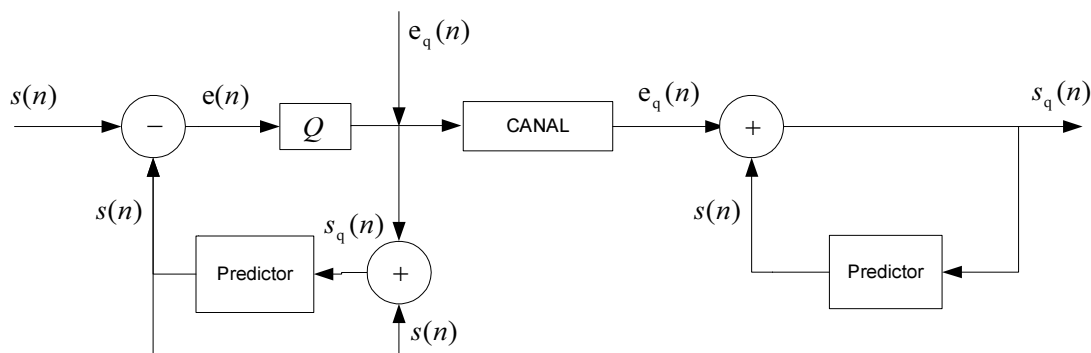 e_q(n)
s(n)
e(n)
Q
CANAL
e_q(n)
s_q(n)
−
+
s(n)
s_q(n)
s(n)
Predictor
+
Predictor
s(n)